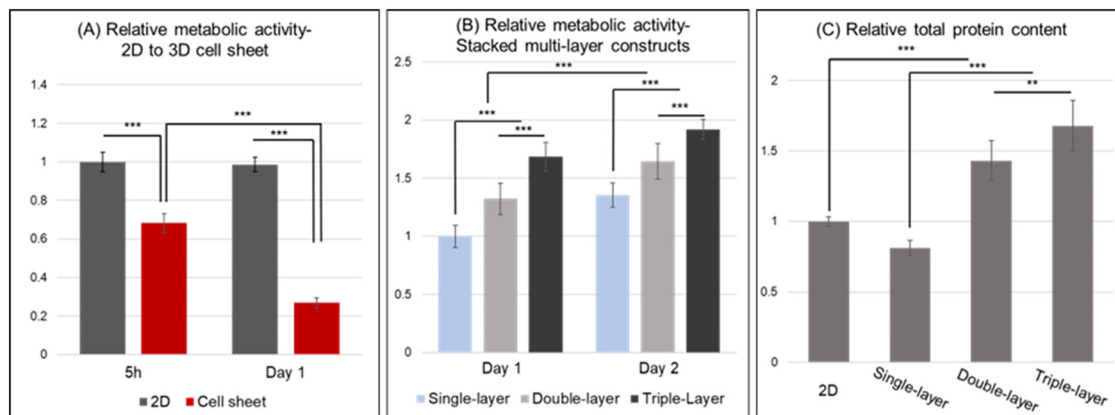 (A) Relative metabolic activity-
2D to 3D cell sheet
1.4
1.2
1
0.8
0.6
0.4
0.2
0
***
***
***
5h
Day 1
2D
Cell sheet
(B) Relative metabolic activity-
Stacked multi-layer constructs
2.5
2
1.5
1
0.5
0
***
***
***
***
***
Day 1
Day 2
Single-layer
Double-layer
Triple-Layer
(C) Relative total protein content
2
1.5
1
0.5
0
***
***
**
2D
Single-layer
Double-layer
Triple-layer